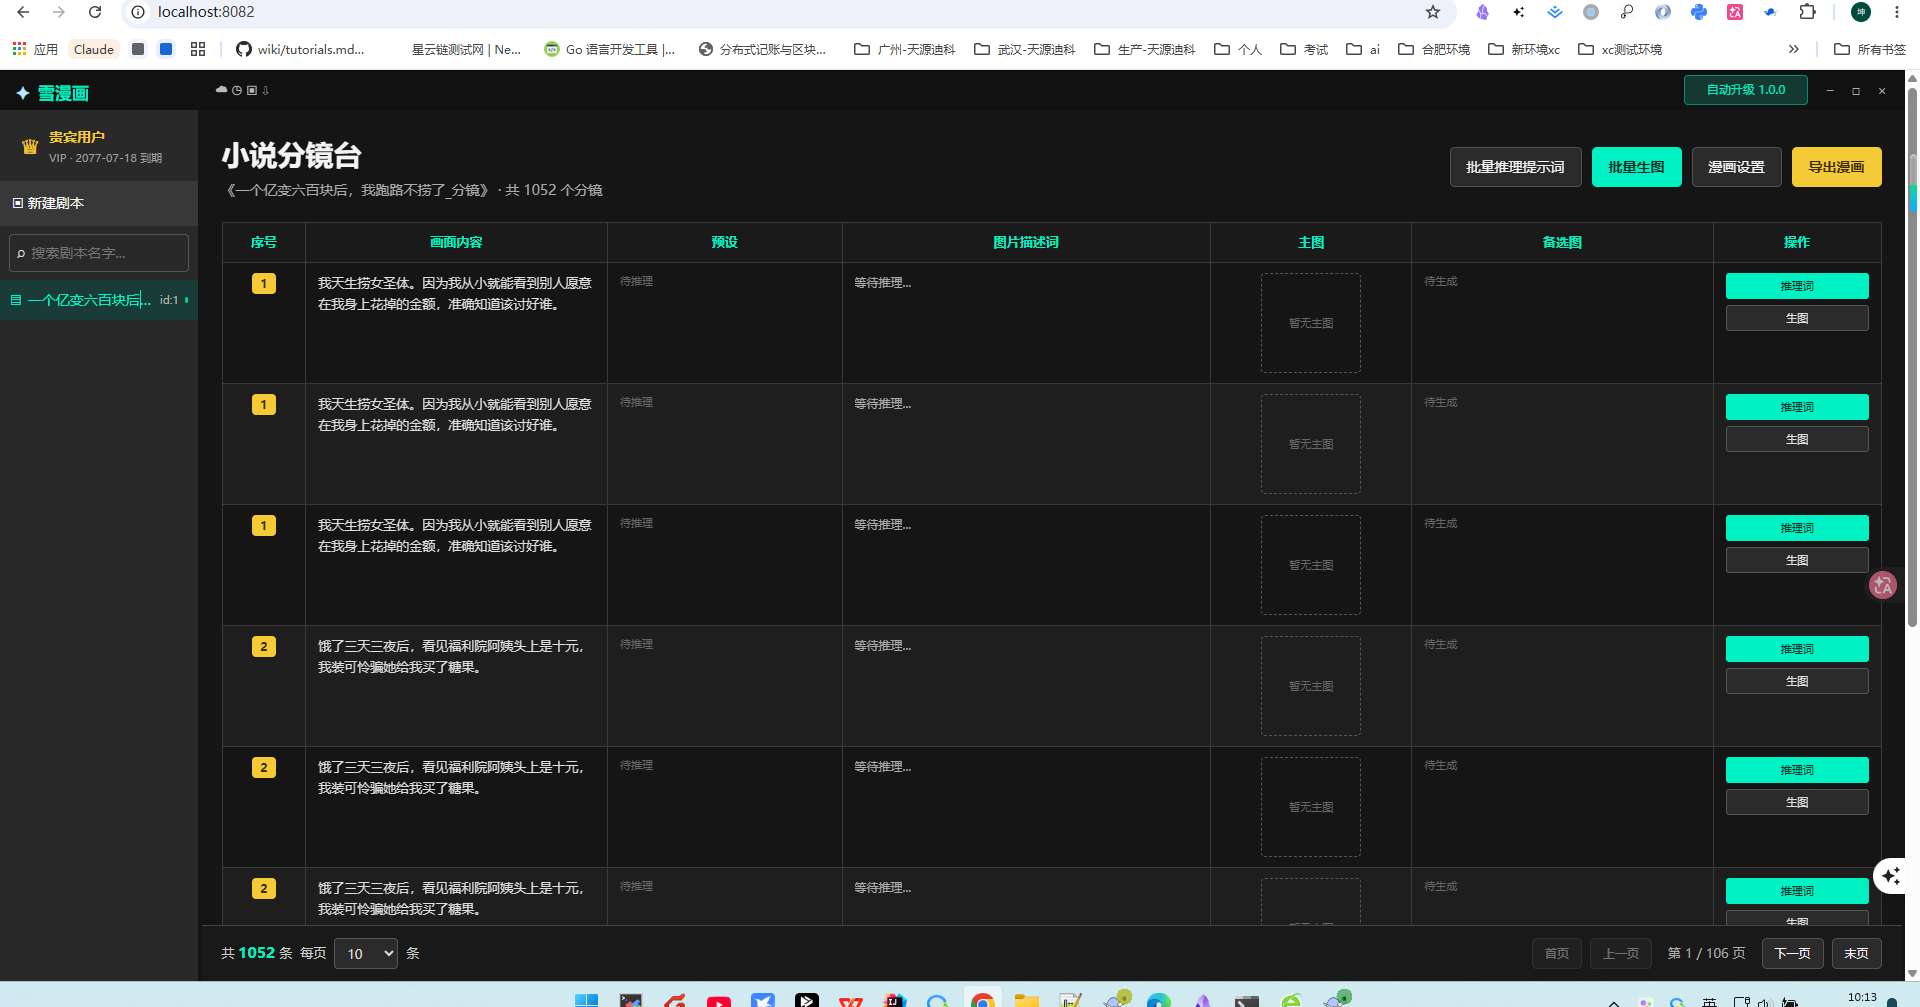 localhost:8082
坤
应用
Claude
wiki/tutorials.md...
星云链测试网 | Ne...
Go 语言开发工具 |...
分布式记账与区块...
广州-天源迪科
武汉-天源迪科
生产-天源迪科
个人
考试
ai
合肥环境
新环境xc
xc测试环境
所有书签
雪漫画
自动升级 1.0.0
贵宾用户
VIP · 2077-07-18 到期
新建剧本
搜索剧本名字...
一个亿变六百块后... id:1
小说分镜台
《一个亿变六百块后，我跑路不捞了_分镜》 · 共 1052 个分镜
批量推理提示词
批量生图
漫画设置
导出漫画
序号 画面内容 预设 图片描述词 主图 备选图 操作
1 我天生捞女圣体。因为我从小就能看到别人愿意 待推理 等待推理... 待生成 推理词
在我身上花掉的金额，准确知道该讨好谁。 暂无主图 生图
1 我天生捞女圣体。因为我从小就能看到别人愿意 待推理 等待推理... 待生成 推理词
在我身上花掉的金额，准确知道该讨好谁。 暂无主图 生图
1 我天生捞女圣体。因为我从小就能看到别人愿意 待推理 等待推理... 待生成 推理词
在我身上花掉的金额，准确知道该讨好谁。 暂无主图 生图
2 饿了三天三夜后，看见福利院阿姨头上是十元， 待推理 等待推理... 待生成 推理词
我装可怜骗她给我买了糖果。 暂无主图 生图
2 饿了三天三夜后，看见福利院阿姨头上是十元， 待推理 等待推理... 待生成 推理词
我装可怜骗她给我买了糖果。 暂无主图 生图
2 饿了三天三夜后，看见福利院阿姨头上是十元， 待推理 等待推理... 待生成 推理词
我装可怜骗她给我买了糖果。 生图
共 1052 条 每页 10 条
首页 上一页 第 1 / 106 页 下一页 末页
英
10:13